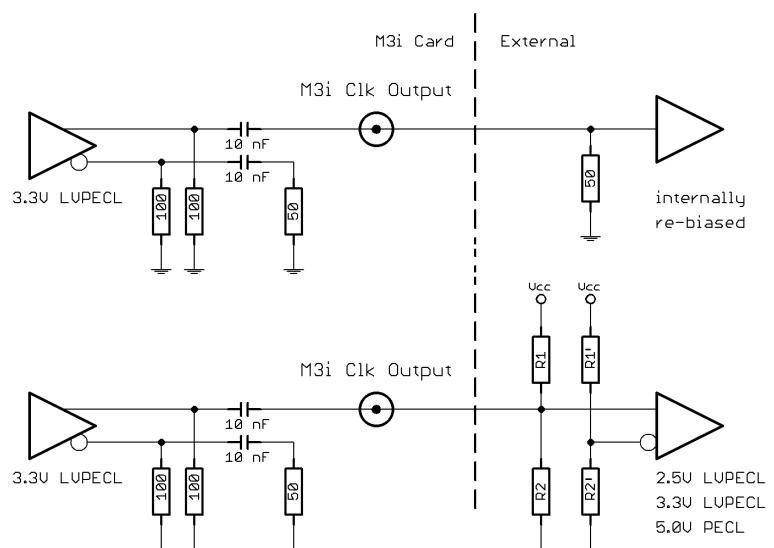 M3i Card
External
M3i Clk Output
10 nF
10 nF
3.3V LVPECL
100
100
50
50
internally
re-biased
Vcc
Vcc
R1
R1'
M3i Clk Output
10 nF
10 nF
3.3V LVPECL
100
100
50
R2
R2'
2.5V LVPECL
3.3V LVPECL
5.0V PECL